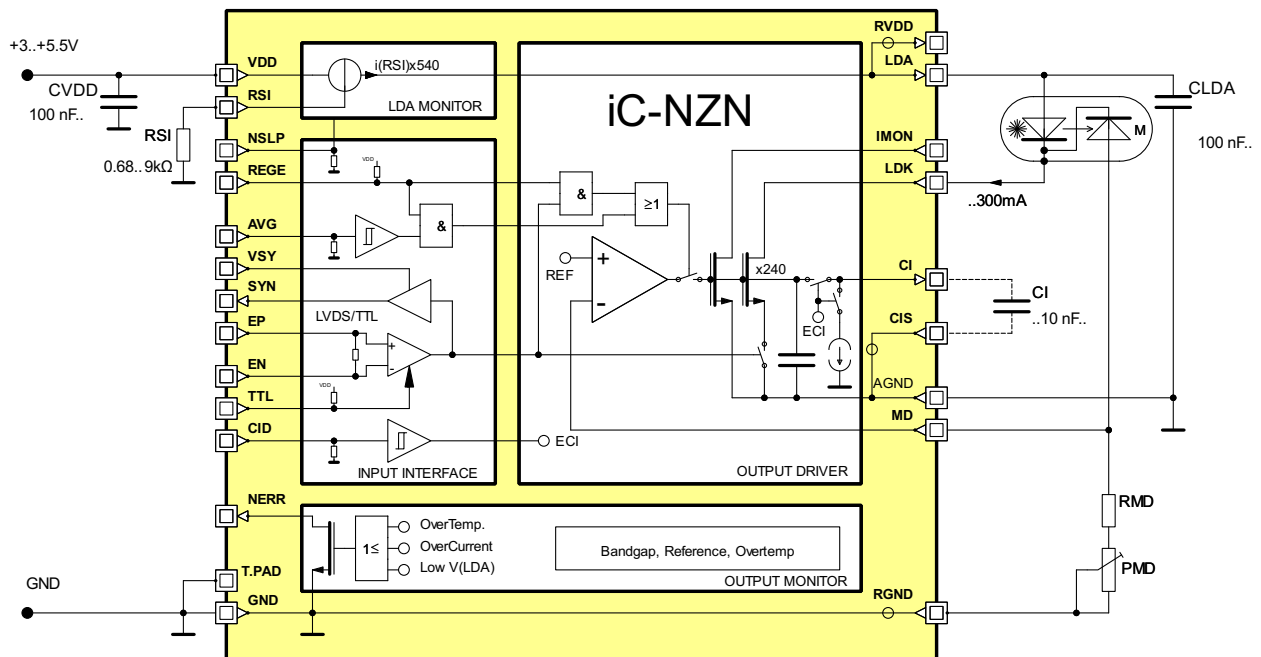 +3..+5.5V
CVDD
100 nF..
RSI
0.68..9kΩ
GND
VDD
RSI
NSLP
REGE
AVG
VSY
SYN
EP
EN
TTL
CID
NERR
T.PAD
GND
i(RSI)x540
LDA MONITOR
VDD
&
LVDS/TTL
+
-
VDD
ECI
INPUT INTERFACE
iC-NZN
&
≥1
REF
+
-
x240
ECI
OUTPUT DRIVER
1≤
OverTemp.
OverCurrent
Low V(LDA)
Bandgap, Reference, Overtemp
OUTPUT MONITOR
RVDD
LDA
IMON
LDK
CI
CIS
AGND
MD
RGND
M
..300mA
CLDA
100 nF..
CI
..10 nF..
RMD
PMD